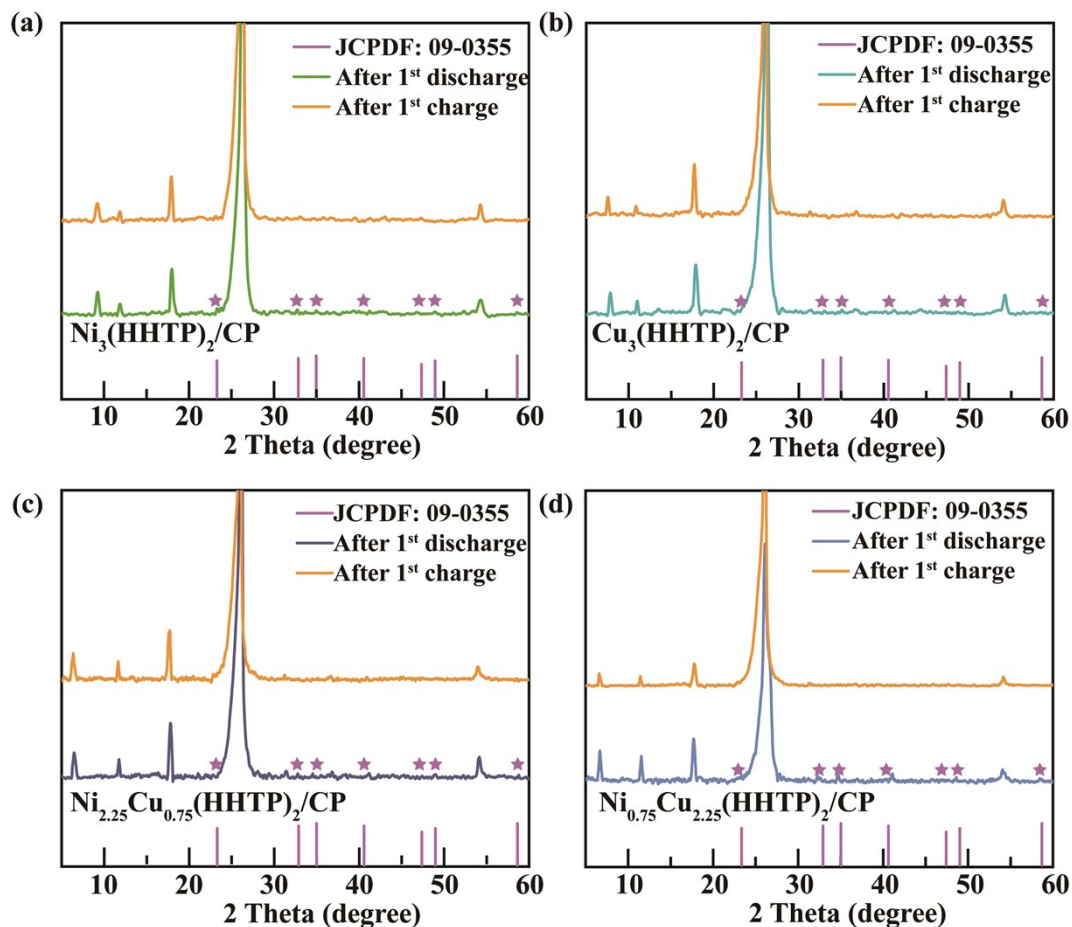 (a)
JCPDF: 09-0355
After 1st discharge
After 1st charge
Ni3(HHTP)2/CP
10 20 30 40 50 60
2 Theta (degree)
(b)
JCPDF: 09-0355
After 1st discharge
After 1st charge
Cu3(HHTP)2/CP
10 20 30 40 50 60
2 Theta (degree)
(c)
JCPDF: 09-0355
After 1st discharge
After 1st charge
Ni2.25Cu0.75(HHTP)2/CP
10 20 30 40 50 60
2 Theta (degree)
(d)
JCPDF: 09-0355
After 1st discharge
After 1st charge
Ni0.75Cu2.25(HHTP)2/CP
10 20 30 40 50 60
2 Theta (degree)